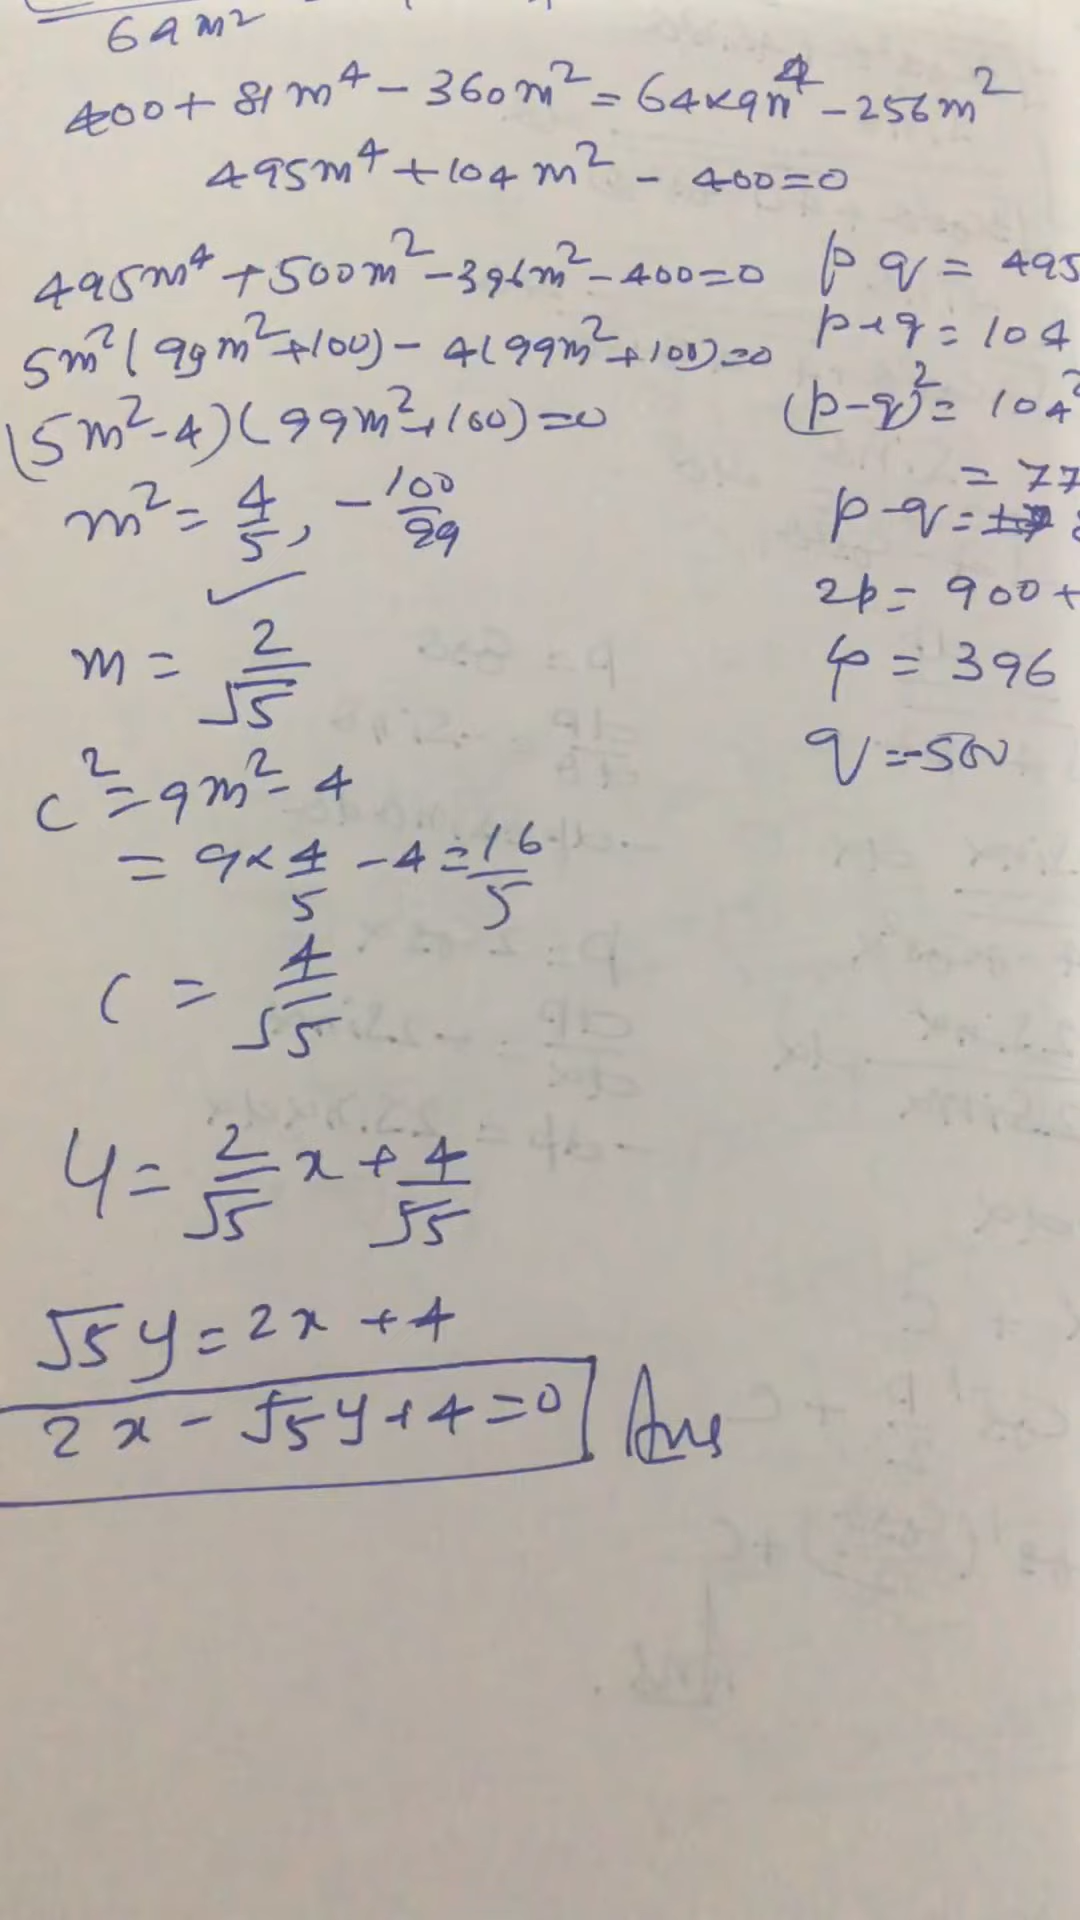 64m²
400+81m⁴-360m²=64×9m⁴-256m²
495m⁴+104m²-400=0
495m⁴+500m²-396m²-400=0
5m²(99m²+100)-4(99m²+100)=0
(5m²-4)(99m²+100)=0
m²=4/5, -100/99
m=2/√5
c²=9m²-4
=9×4/5-4=16/5
c=4/√5
y=2/√5 x+4/√5
√5y=2x+4
2x-√5y+4=0 Ans
pq=495
p+q=104
(p-q)²=104²
=77
p-q=
2p=900+
p=396
q=-500